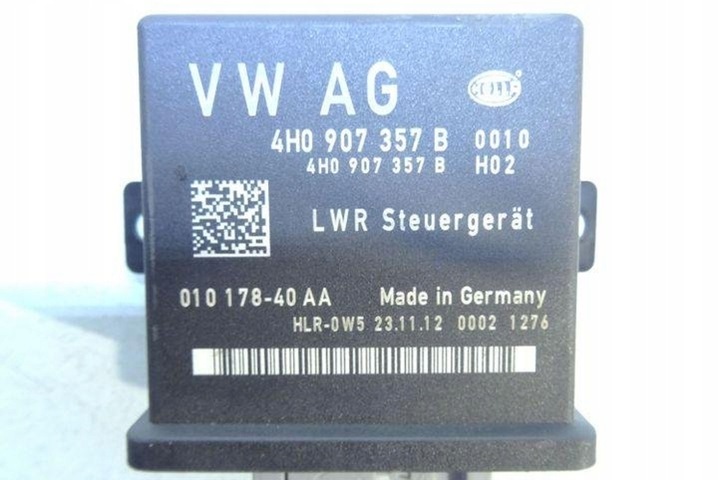 VW AG
HELLA
4H0 907 357 B 0010
4H0 907 357 B H02
LWR Steuergerät
010 178-40 AA Made in Germany
HLR-0W5 23.11.12 0002 1276